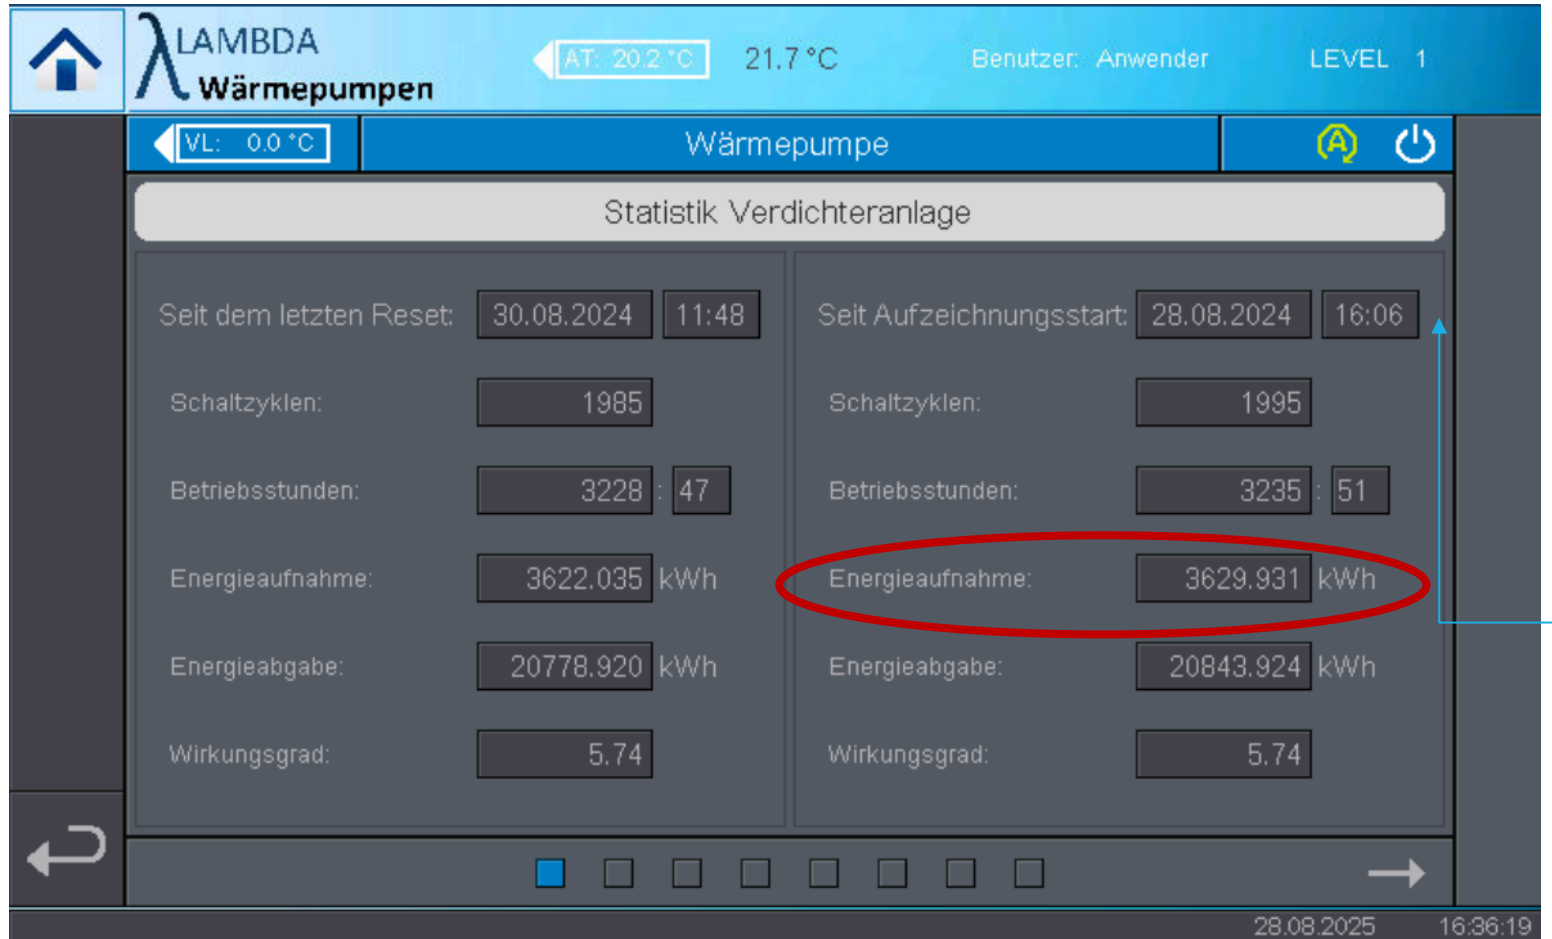 LAMBDA
Wärmepumpen
AT: 20.2 °C 21.7 °C Benutzer: Anwender LEVEL 1
VL: 0.0 °C Wärmepumpe A
Statistik Verdichteranlage
Seit dem letzten Reset: 30.08.2024 11:48
Schaltzyklen: 1985
Betriebsstunden: 3228 : 47
Energieaufnahme: 3622.035 kWh
Energieabgabe: 20778.920 kWh
Wirkungsgrad: 5.74
Seit Aufzeichnungsstart: 28.08.2024 16:06
Schaltzyklen: 1995
Betriebsstunden: 3235 : 51
Energieaufnahme: 3629.931 kWh
Energieabgabe: 20843.924 kWh
Wirkungsgrad: 5.74
28.08.2025 16:36:19